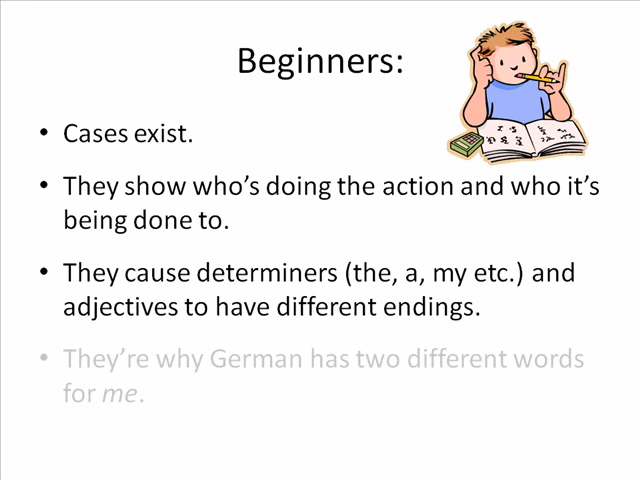 Beginners:
• Cases exist.
• They show who's doing the action and who it's
being done to.
• They cause determiners (the, a, my etc.) and
adjectives to have different endings.
• They're why German has two different words
for me.